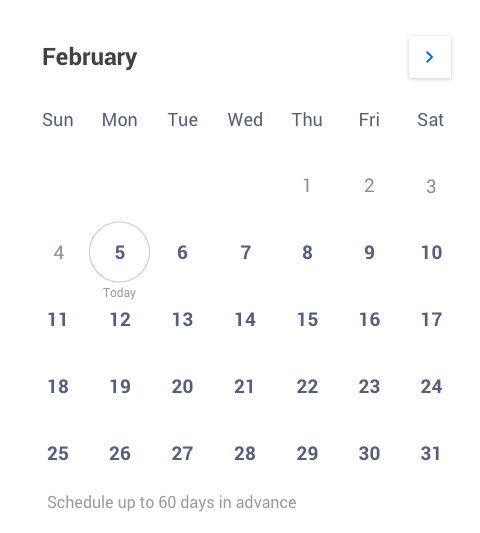 February
Sun Mon Tue Wed Thu Fri Sat
1 2 3
4 5 6 7 8 9 10
Today
11 12 13 14 15 16 17
18 19 20 21 22 23 24
25 26 27 28 29 30 31
Schedule up to 60 days in advance